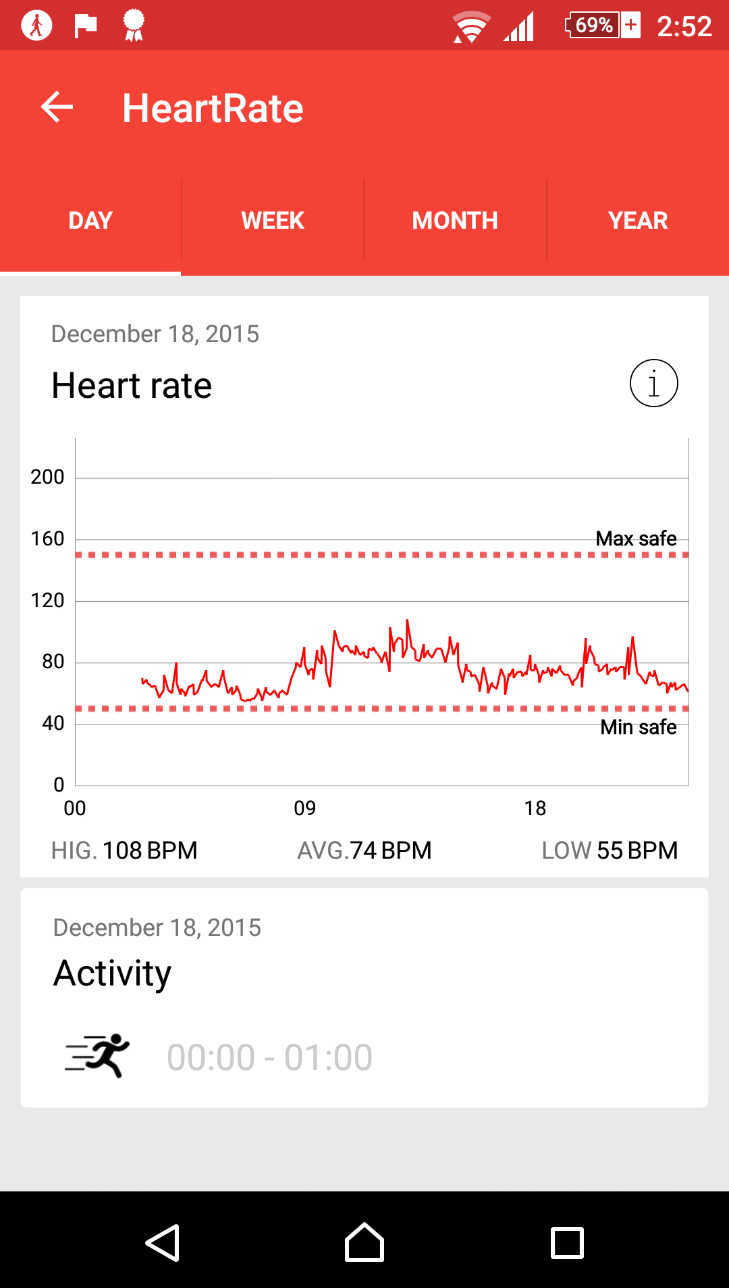 69% 2:52
HeartRate
DAY WEEK MONTH YEAR
December 18, 2015
Heart rate
200
160 Max safe
120
80
40 Min safe
0
00 09 18
HIG. 108 BPM AVG.74 BPM LOW 55 BPM
December 18, 2015
Activity
00:00 - 01:00